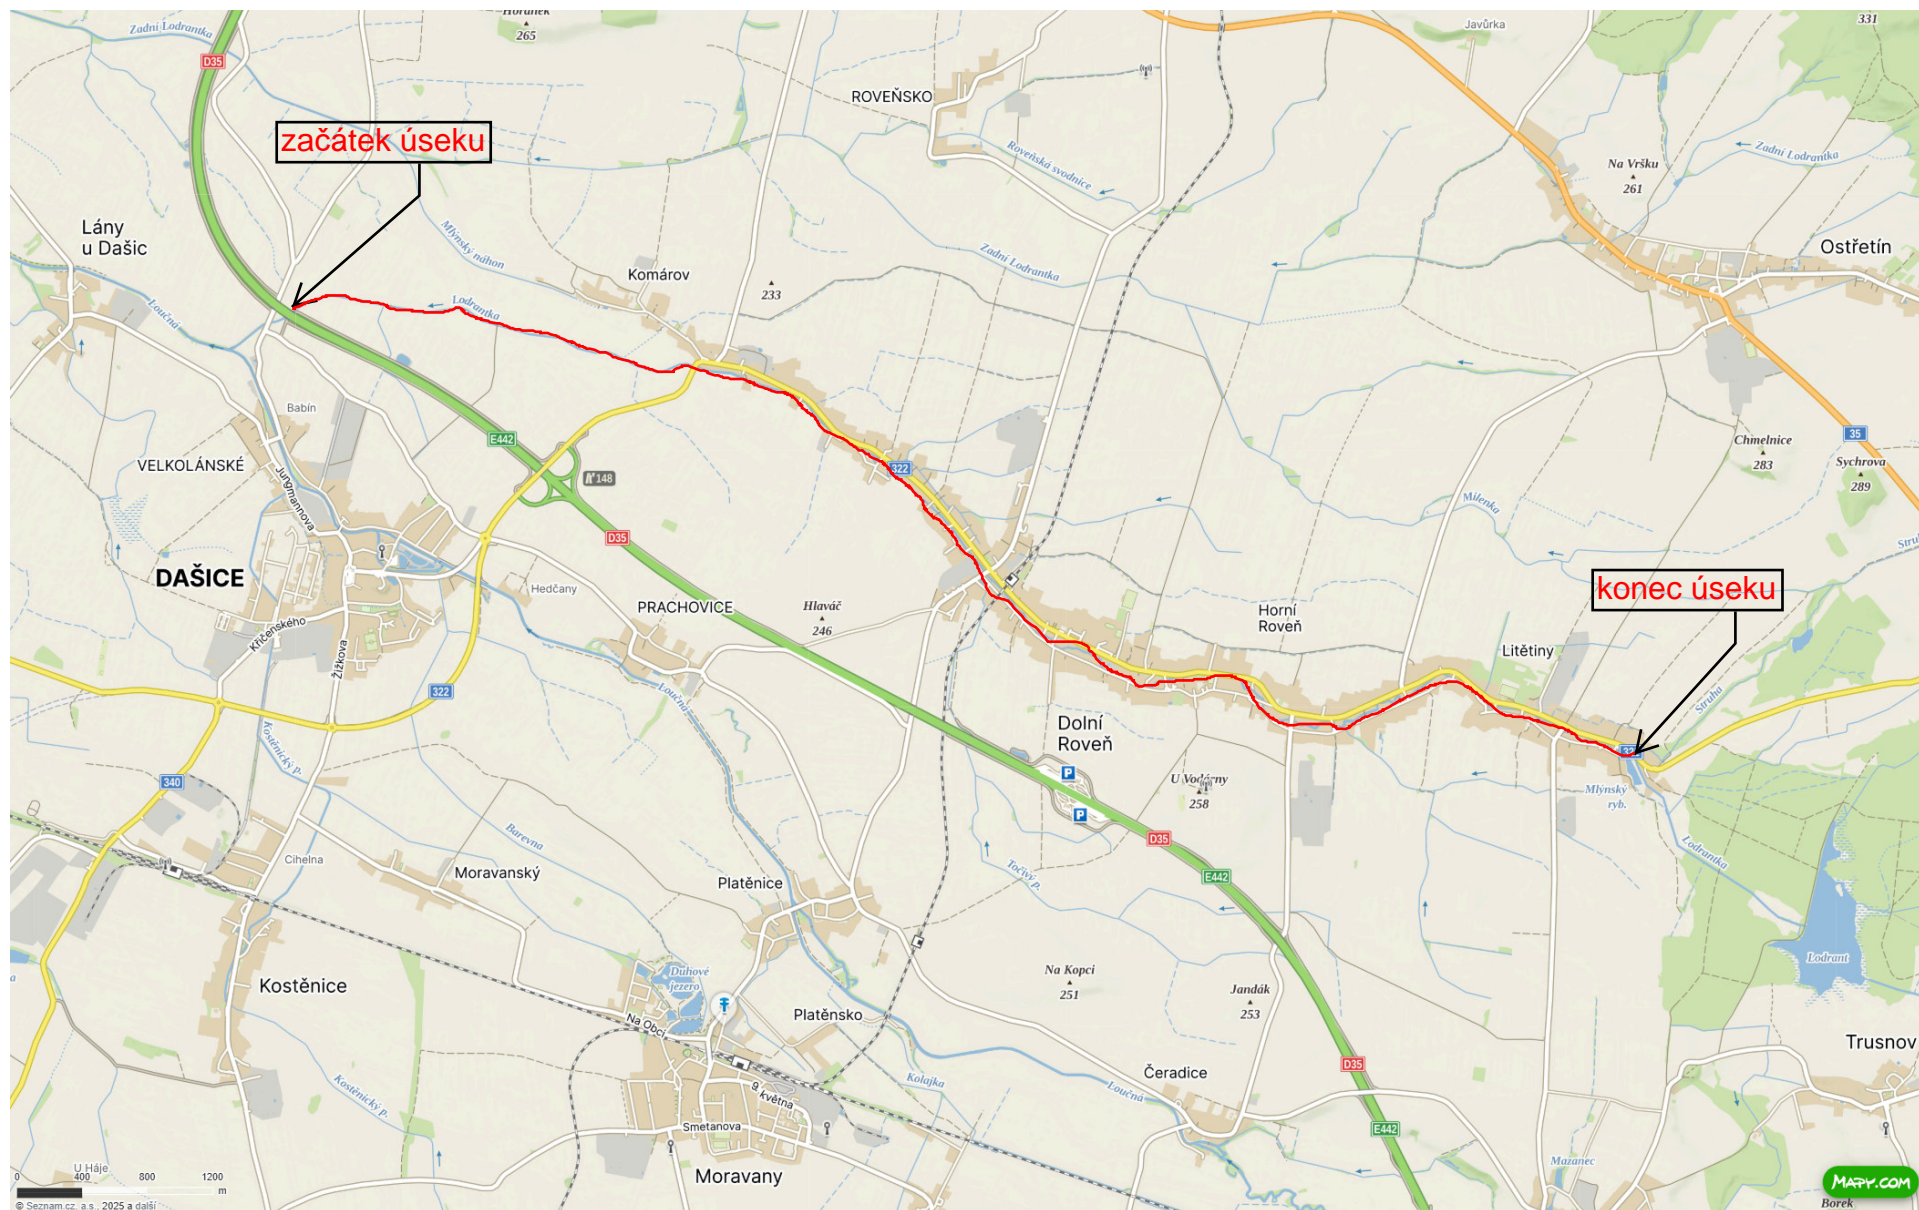 Horánek
265
331
Zadní Lodrantka
Javůrka
D35
ROVEŇSKO
začátek úseku
Roveňská svodnice
Zadní Lodrantka
Na Vršku
261
Lány
u Dašic
Mlýnský náhon
Zadní Lodrantka
Ostřetín
Komárov
233
Loučná
Lodrantka
Babín
E442
35
Chmelnice
283
Sychrova
289
VELKOLÁNSKÉ
Jungmannova
322
148
Milenka
D35
DAŠICE
Hedčany
konec úseku
PRACHOVICE
Hlaváč
246
Horní
Roveň
Křičenského
Žižkova
Litětiny
322
Loučná
Struha
Dolní
Roveň
Kostěnický p.
340
P
U Vodárny
258
Mlýnský
ryb.
P
D35
Barevna
Lodrantka
Cihelna
Moravanský
Točivý p.
E442
Platěnice
Lodrant
Duhové
jezero
Na Kopci
251
Kostěnice
Jandák
253
Platěnsko
Na Obci
Trusnov
D35
Čeradice
Kolajka
Loučná
Kostěnický p.
9. května
Smetanova
E442
U Háje
Moravany
Mazanec
0 400 800 1200
m
MAPY.COM
Borek
© Seznam.cz, a.s., 2025 a další